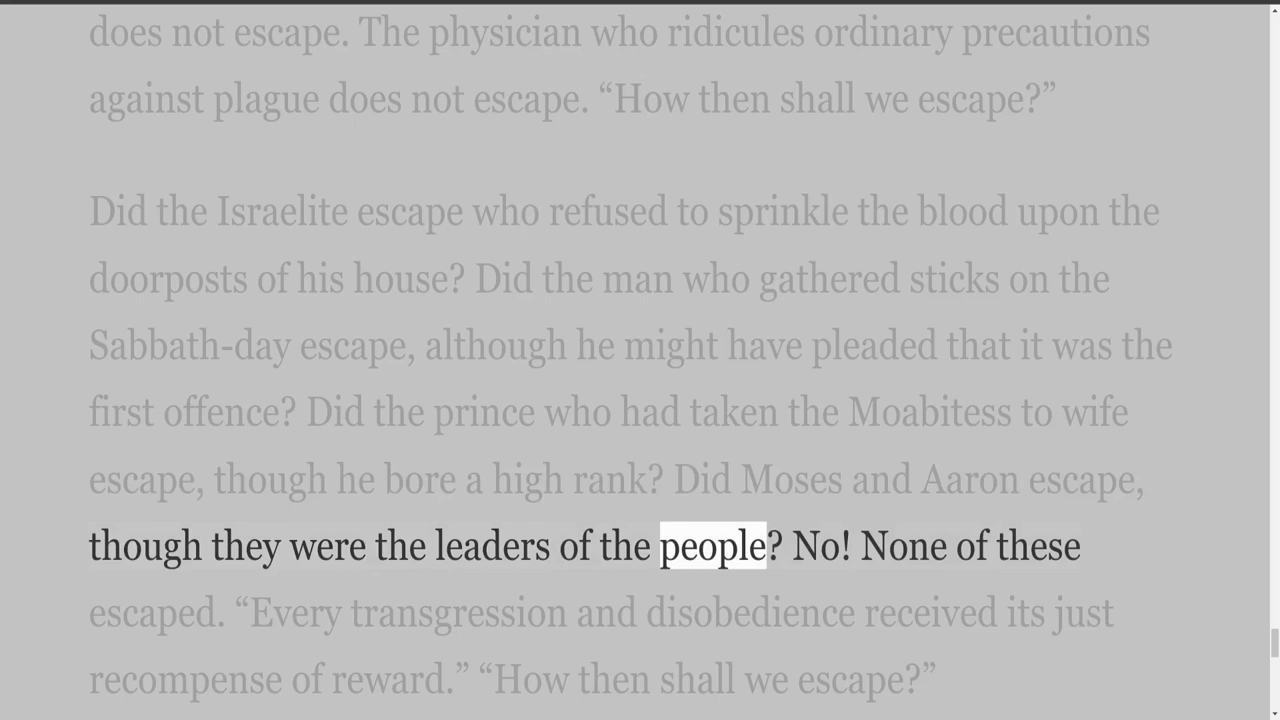 does not escape. The physician who ridicules ordinary precautions
against plague does not escape. “How then shall we escape?”
Did the Israelite escape who refused to sprinkle the blood upon the
doorposts of his house? Did the man who gathered sticks on the
Sabbath-day escape, although he might have pleaded that it was the
first offence? Did the prince who had taken the Moabitess to wife
escape, though he bore a high rank? Did Moses and Aaron escape,
though they were the leaders of the people? No! None of these
escaped. “Every transgression and disobedience received its just
recompense of reward.” “How then shall we escape?”